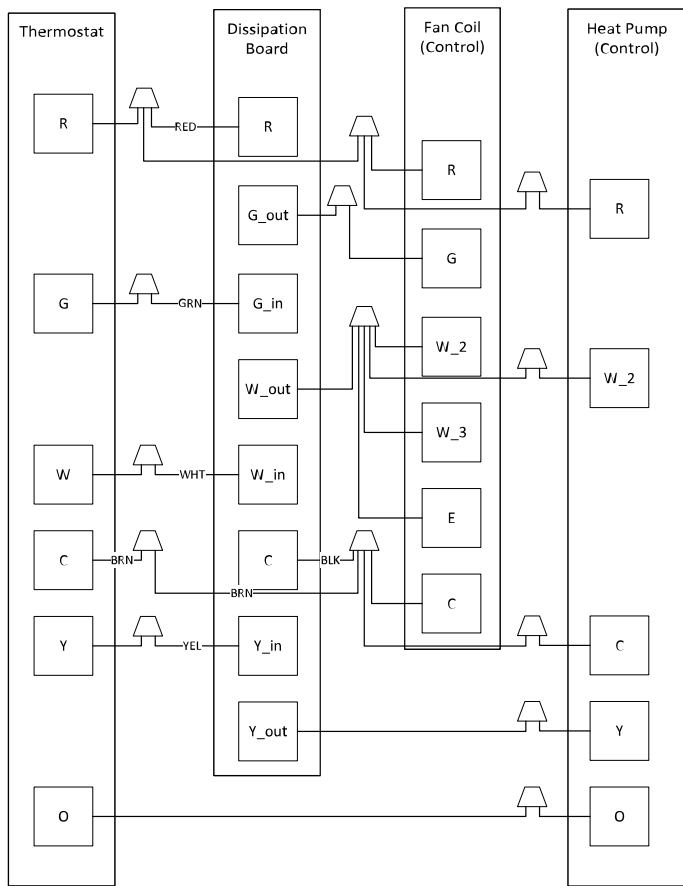 Thermostat
Dissipation
Board
Fan Coil
(Control)
Heat Pump
(Control)
R
RED
R
R
R
G_out
G
G
GRN
G_in
W_2
W_2
W_out
W_3
W
WHT
W_in
E
C
BRN
C
BLK
BRN
C
Y
YEL
Y_in
C
Y_out
Y
O
O